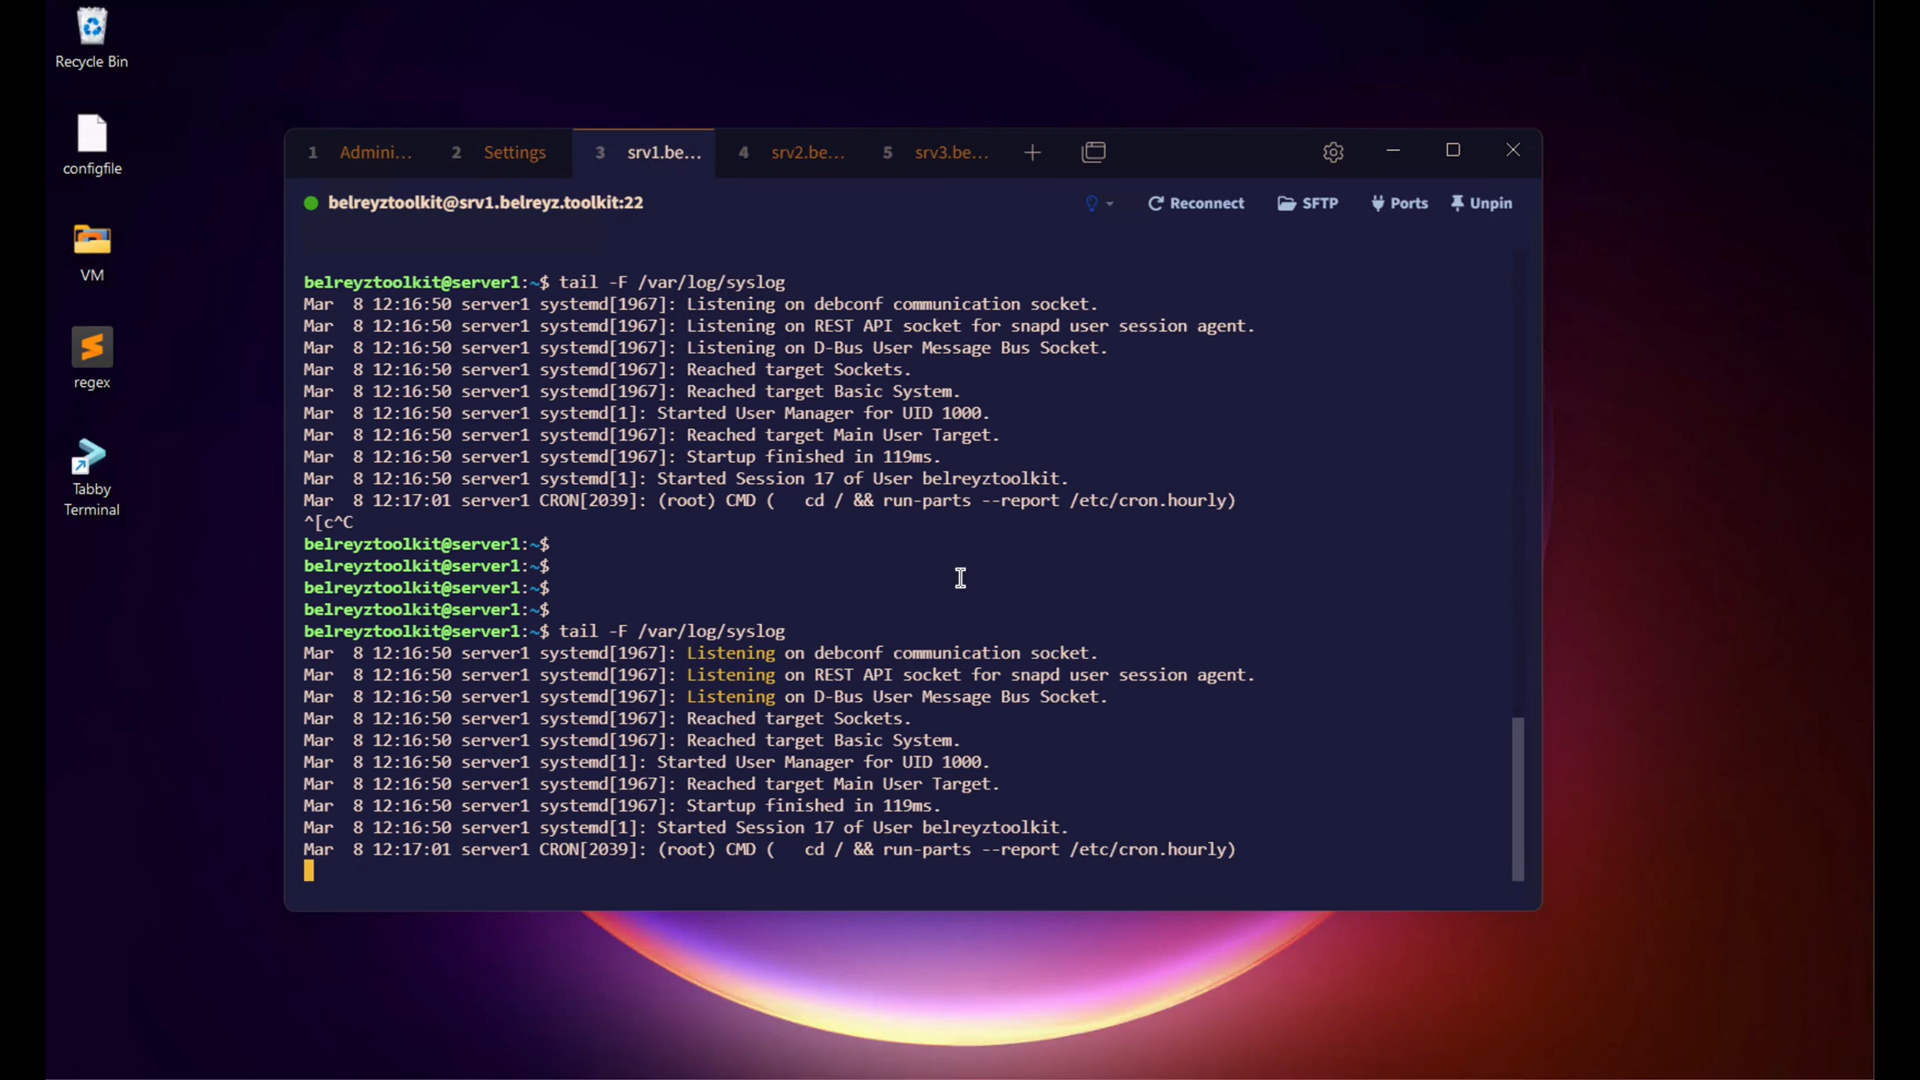 Recycle Bin
configfile
VM
regex
Tabby
Terminal
1 Admini... 2 Settings 3 srv1.be... 4 srv2.be... 5 srv3.be... +
belreyztoolkit@srv1.belreyz.toolkit:22 Reconnect SFTP Ports Unpin
belreyztoolkit@server1:~$ tail -F /var/log/syslog
Mar  8 12:16:50 server1 systemd[1967]: Listening on debconf communication socket.
Mar  8 12:16:50 server1 systemd[1967]: Listening on REST API socket for snapd user session agent.
Mar  8 12:16:50 server1 systemd[1967]: Listening on D-Bus User Message Bus Socket.
Mar  8 12:16:50 server1 systemd[1967]: Reached target Sockets.
Mar  8 12:16:50 server1 systemd[1967]: Reached target Basic System.
Mar  8 12:16:50 server1 systemd[1]: Started User Manager for UID 1000.
Mar  8 12:16:50 server1 systemd[1967]: Reached target Main User Target.
Mar  8 12:16:50 server1 systemd[1967]: Startup finished in 119ms.
Mar  8 12:16:50 server1 systemd[1]: Started Session 17 of User belreyztoolkit.
Mar  8 12:17:01 server1 CRON[2039]: (root) CMD (   cd / && run-parts --report /etc/cron.hourly)
^[c^C
belreyztoolkit@server1:~$
belreyztoolkit@server1:~$
belreyztoolkit@server1:~$
belreyztoolkit@server1:~$
belreyztoolkit@server1:~$ tail -F /var/log/syslog
Mar  8 12:16:50 server1 systemd[1967]: Listening on debconf communication socket.
Mar  8 12:16:50 server1 systemd[1967]: Listening on REST API socket for snapd user session agent.
Mar  8 12:16:50 server1 systemd[1967]: Listening on D-Bus User Message Bus Socket.
Mar  8 12:16:50 server1 systemd[1967]: Reached target Sockets.
Mar  8 12:16:50 server1 systemd[1967]: Reached target Basic System.
Mar  8 12:16:50 server1 systemd[1]: Started User Manager for UID 1000.
Mar  8 12:16:50 server1 systemd[1967]: Reached target Main User Target.
Mar  8 12:16:50 server1 systemd[1967]: Startup finished in 119ms.
Mar  8 12:16:50 server1 systemd[1]: Started Session 17 of User belreyztoolkit.
Mar  8 12:17:01 server1 CRON[2039]: (root) CMD (   cd / && run-parts --report /etc/cron.hourly)